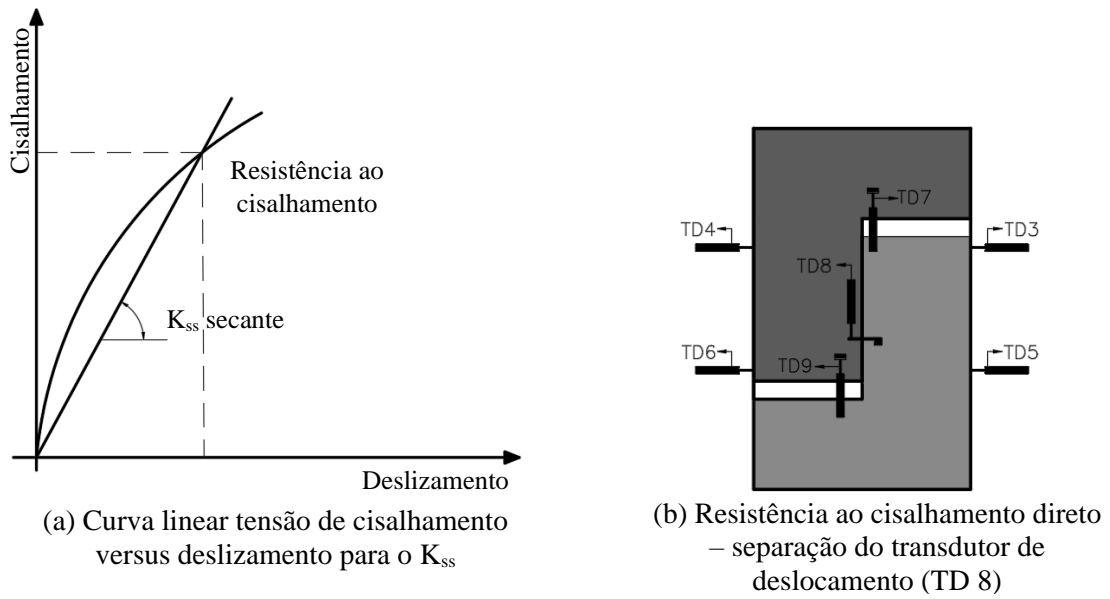 Cisalhamento
Resistência ao
cisalhamento
K_ss secante
Deslizamento
(a) Curva linear tensão de cisalhamento
versus deslizamento para o K_ss
TD7
TD4
TD3
TD8
TD6
TD5
TD9
(b) Resistência ao cisalhamento direto
– separação do transdutor de
deslocamento (TD 8)